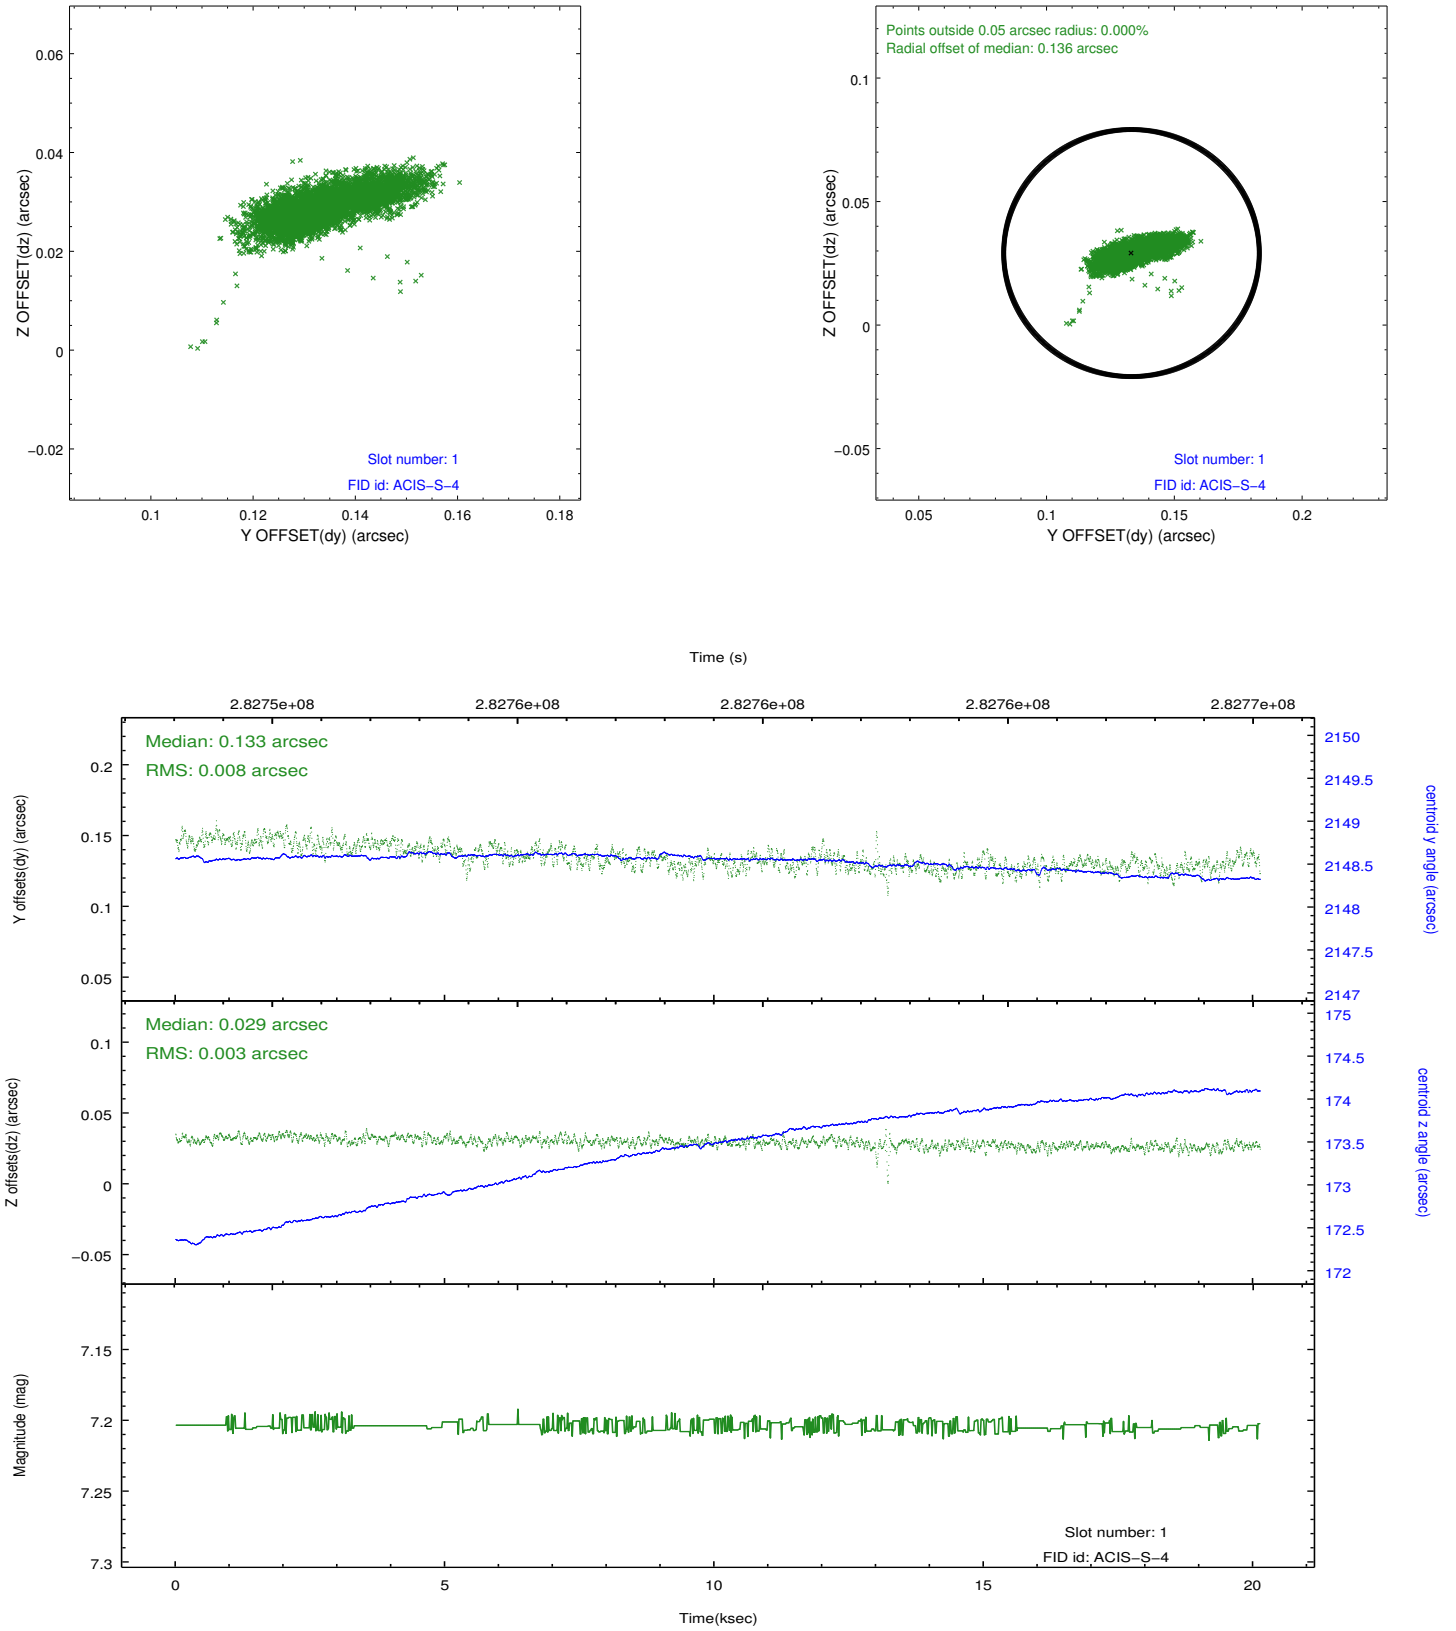 0.06
0.04
0.02
0
−0.02
Z OFFSET(dz) (arcsec)
Slot number: 1
FID id: ACIS−S−4
0.1 0.12 0.14 0.16 0.18
Y OFFSET(dy) (arcsec)
Points outside 0.05 arcsec radius: 0.000%
Radial offset of median: 0.136 arcsec
0.1
0.05
0
−0.05
Z OFFSET(dz) (arcsec)
Slot number: 1
FID id: ACIS−S−4
0.05 0.1 0.15 0.2
Y OFFSET(dy) (arcsec)
Time (s)
2.8275e+08 2.8276e+08 2.8276e+08 2.8276e+08 2.8277e+08
Median: 0.133 arcsec
RMS: 0.008 arcsec
0.2
0.15
0.1
0.05
Y offsets(dy) (arcsec)
2150
2149.5
2149
2148.5
2148
2147.5
2147
centroid y angle (arcsec)
Median: 0.029 arcsec
RMS: 0.003 arcsec
0.1
0.05
0
−0.05
Z offsets(dz) (arcsec)
175
174.5
174
173.5
173
172.5
172
centroid z angle (arcsec)
7.15
7.2
7.25
7.3
Magnitude (mag)
Slot number: 1
FID id: ACIS−S−4
0 5 10 15 20
Time(ksec)